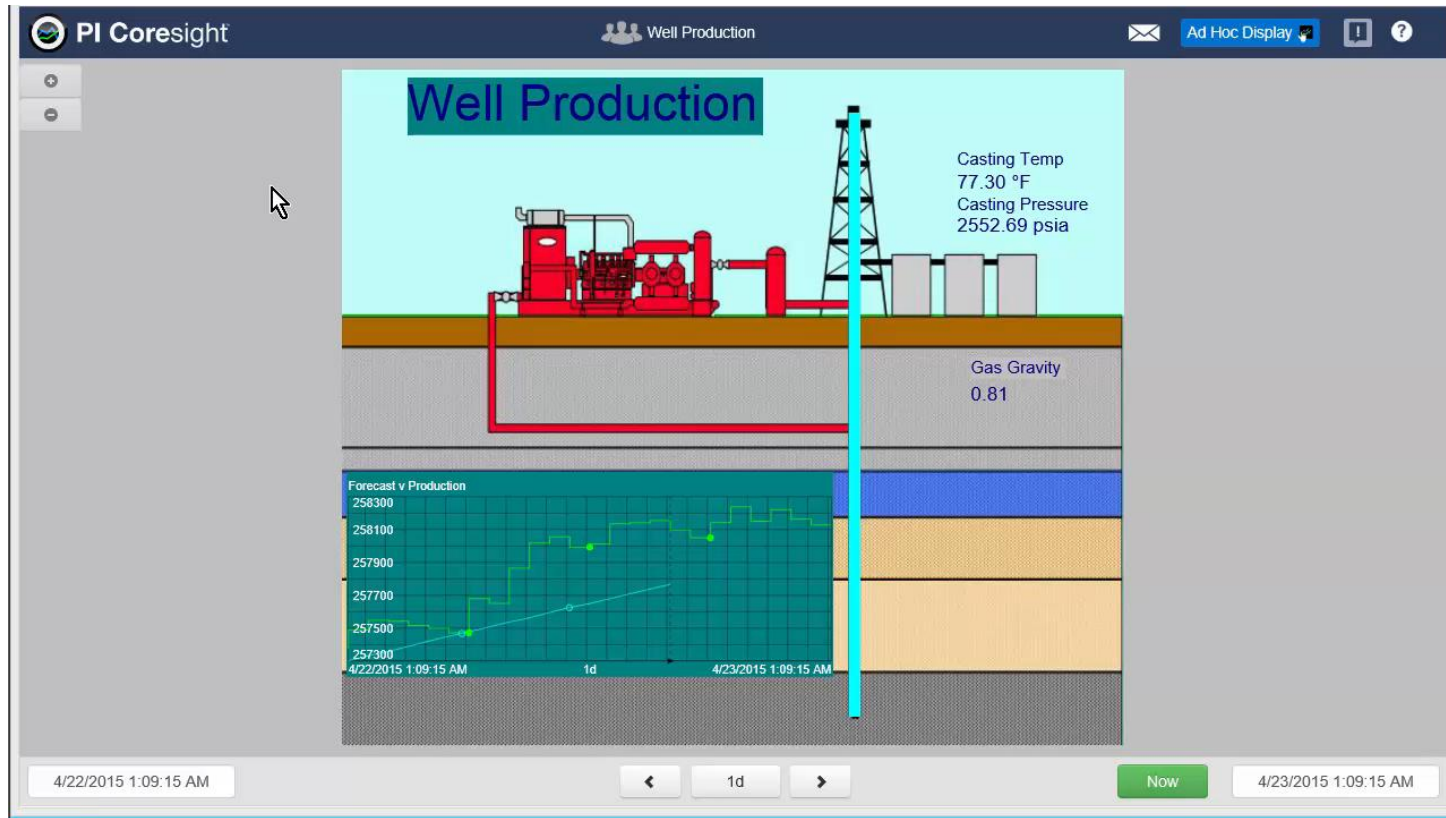 PI Coresight
Well Production
Ad Hoc Display
Well Production
Casting Temp
77.30 °F
Casting Pressure
2552.69 psia
Gas Gravity
0.81
Forecast v Production
258300
258100
257900
257700
257500
257300
4/22/2015 1:09:15 AM 1d 4/23/2015 1:09:15 AM
4/22/2015 1:09:15 AM 1d Now 4/23/2015 1:09:15 AM